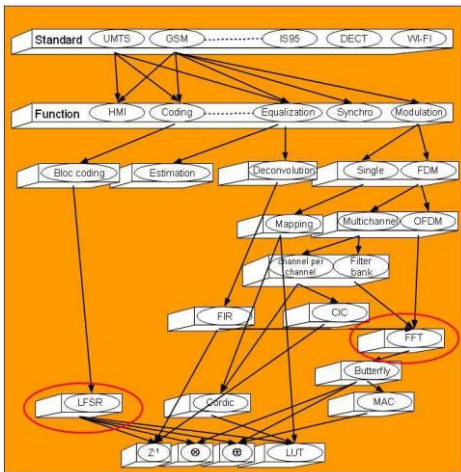 Standard UMTS GSM IS95 DECT WI-FI
Function HMI Coding Equalization Synchro Modulation
Bloc coding Estimation Deconvolution Single FDM
Mapping Multichannel OFDM
channel per Filter
channel bank
FIR CIC
FFT
Butterfly
LFSR Cordic MAC
Z-1 ⊗ ⊕ LUT